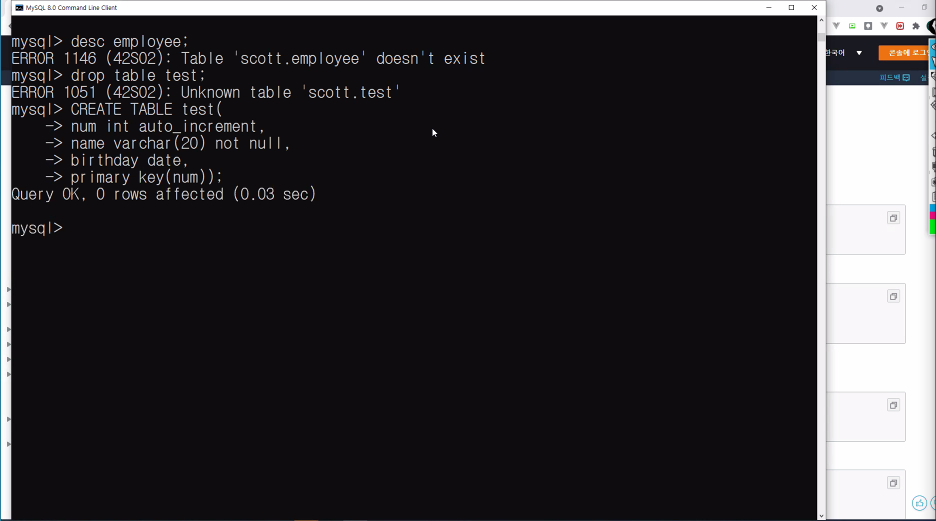 MySQL 8.0 Command Line Client
mysql> desc employee;
ERROR 1146 (42S02): Table 'scott.employee' doesn't exist
mysql> drop table test;
ERROR 1051 (42S02): Unknown table 'scott.test'
mysql> CREATE TABLE test(
-> num int auto_increment,
-> name varchar(20) not null,
-> birthday date,
-> primary key(num));
Query OK, 0 rows affected (0.03 sec)
mysql>
한국어
콘솔에 로그
피드백